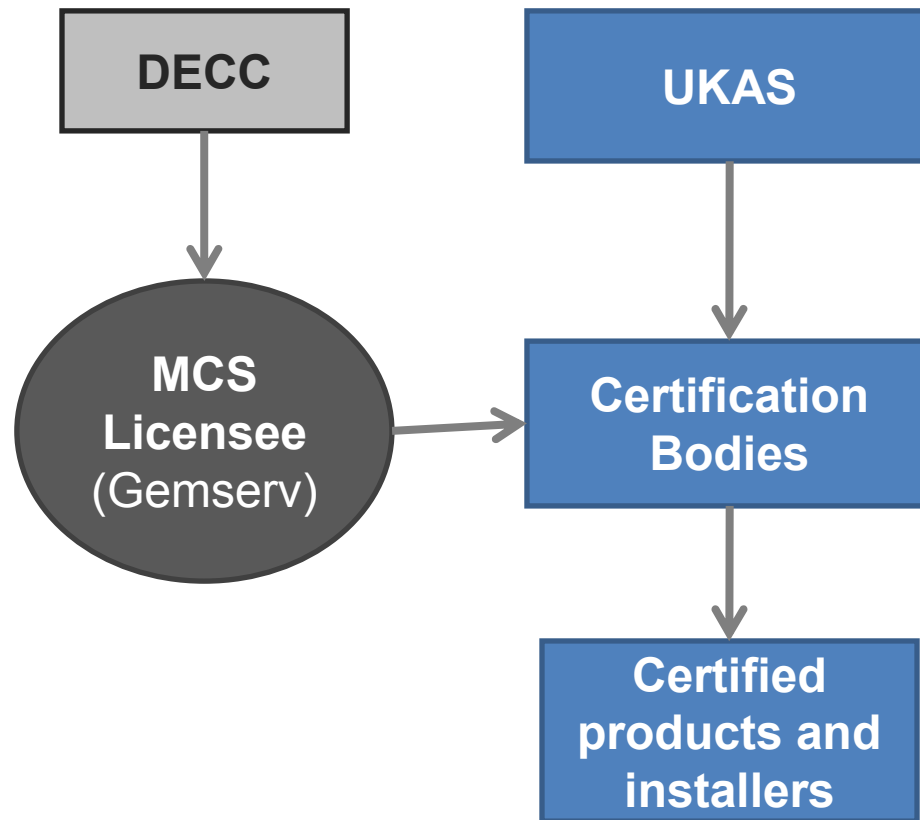 DECC
UKAS
MCS
Licensee
(Gemserv)
Certification
Bodies
Certified
products and
installers